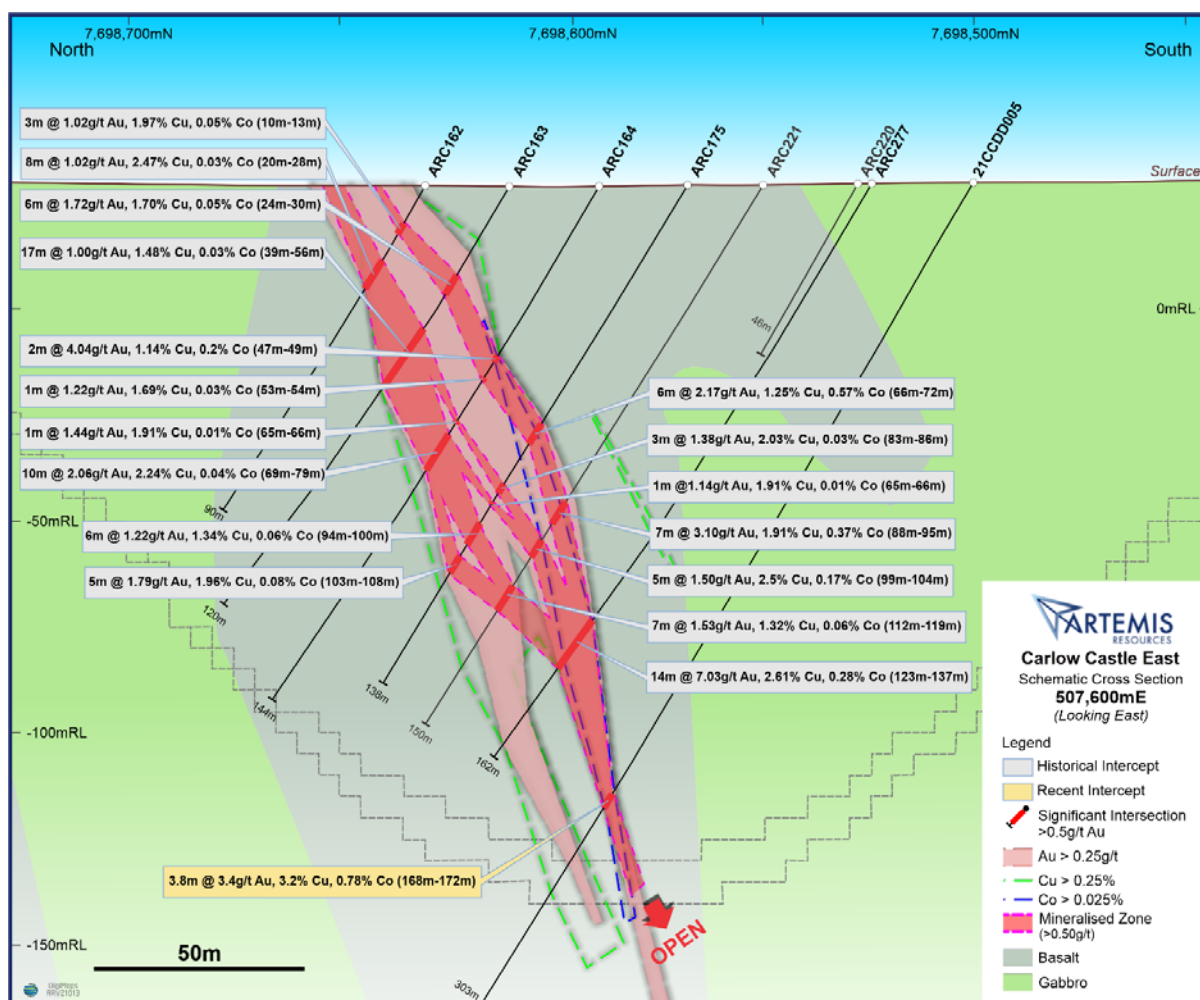 7,698,700mN
7,698,600mN
7,698,500mN
North
South
ARC162
ARC163
ARC164
ARC175
ARC221
ARC220
ARC277
21CCDD005
Surface
3m @ 1.02g/t Au, 1.97% Cu, 0.05% Co (10m-13m)
8m @ 1.02g/t Au, 2.47% Cu, 0.03% Co (20m-28m)
6m @ 1.72g/t Au, 1.70% Cu, 0.05% Co (24m-30m)
17m @ 1.00g/t Au, 1.48% Cu, 0.03% Co (39m-56m)
0mRL
46m
2m @ 4.04g/t Au, 1.14% Cu, 0.2% Co (47m-49m)
1m @ 1.22g/t Au, 1.69% Cu, 0.03% Co (53m-54m)
1m @ 1.44g/t Au, 1.91% Cu, 0.01% Co (65m-66m)
10m @ 2.06g/t Au, 2.24% Cu, 0.04% Co (69m-79m)
6m @ 2.17g/t Au, 1.25% Cu, 0.57% Co (66m-72m)
3m @ 1.38g/t Au, 2.03% Cu, 0.03% Co (83m-86m)
1m @1.14g/t Au, 1.91% Cu, 0.01% Co (65m-66m)
7m @ 3.10g/t Au, 1.91% Cu, 0.37% Co (88m-95m)
5m @ 1.50g/t Au, 2.5% Cu, 0.17% Co (99m-104m)
7m @ 1.53g/t Au, 1.32% Cu, 0.06% Co (112m-119m)
14m @ 7.03g/t Au, 2.61% Cu, 0.28% Co (123m-137m)
90m
-50mRL
6m @ 1.22g/t Au, 1.34% Cu, 0.06% Co (94m-100m)
5m @ 1.79g/t Au, 1.96% Cu, 0.08% Co (103m-108m)
120m
144m
138m
150m
162m
-100mRL
3.8m @ 3.4g/t Au, 3.2% Cu, 0.78% Co (168m-172m)
OPEN
-150mRL
50m
303m
DigiMaps
ARV21013
ARTEMIS
RESOURCES
Carlow Castle East
Schematic Cross Section
507,600mE
(Looking East)
Legend
Historical Intercept
Recent Intercept
Significant Intersection
>0.5g/t Au
Au > 0.25g/t
Cu > 0.25%
Co > 0.025%
Mineralised Zone
(>0.50g/t)
Basalt
Gabbro